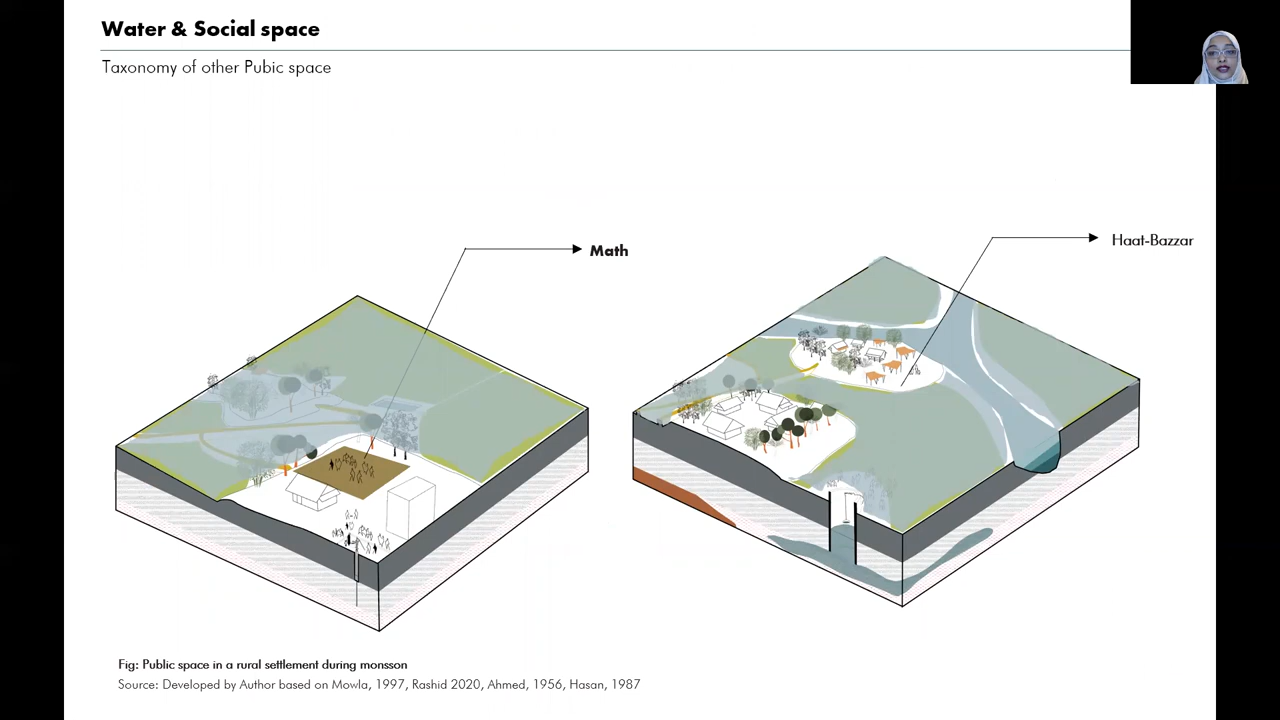 Water & Social space
Taxonomy of other Pubic space
Math
Haat-Bazzar
Fig: Public space in a rural settlement during monsson
Source: Developed by Author based on Mowla, 1997, Rashid 2020, Ahmed, 1956, Hasan, 1987